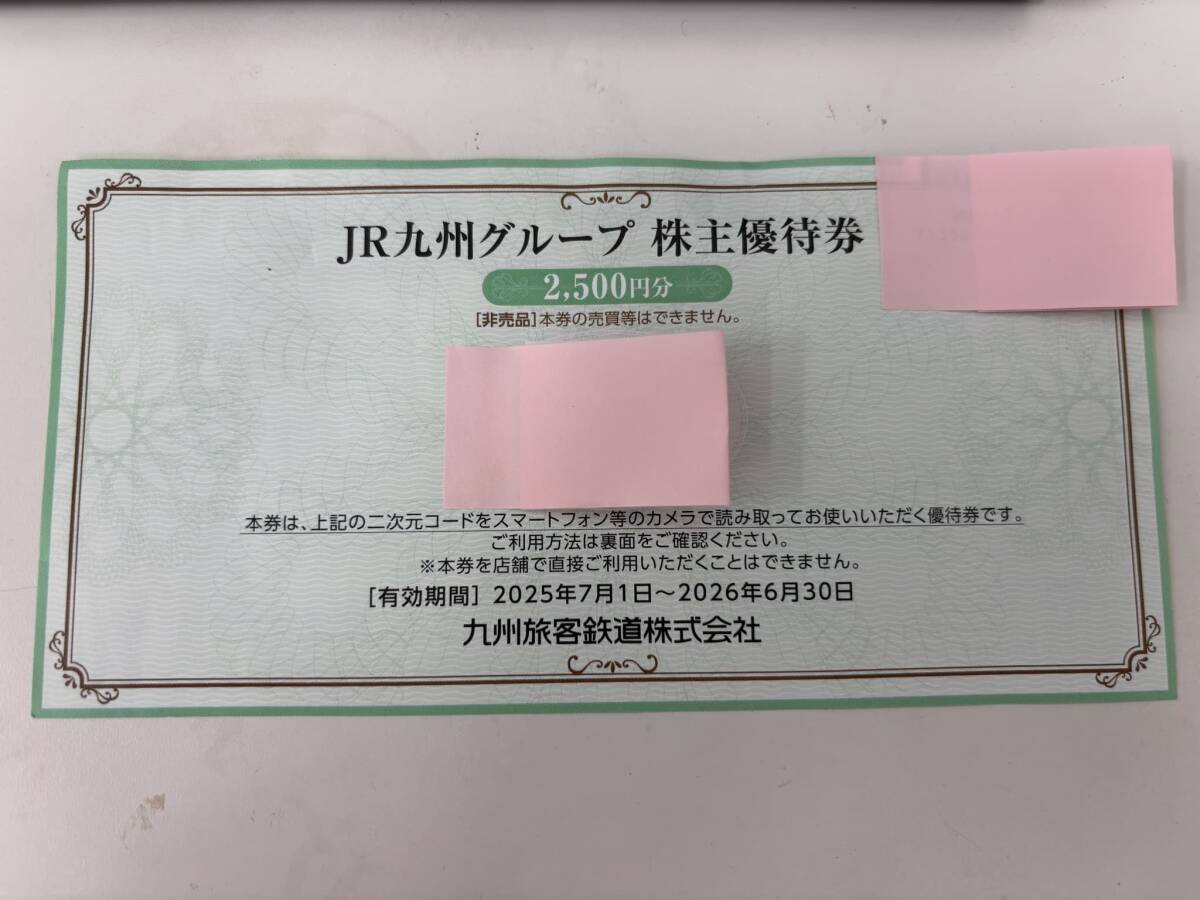 JR九州グループ 株主優待券
2,500円分
[非売品]本券の売買等はできません。
本券は、上記の二次元コードをスマートフォン等のカメラで読み取ってお使いいただく優待券です。
ご利用方法は裏面をご確認ください。
※本券を店舗で直接ご利用いただくことはできません。
[有効期間] 2025年7月1日～2026年6月30日
九州旅客鉄道株式会社